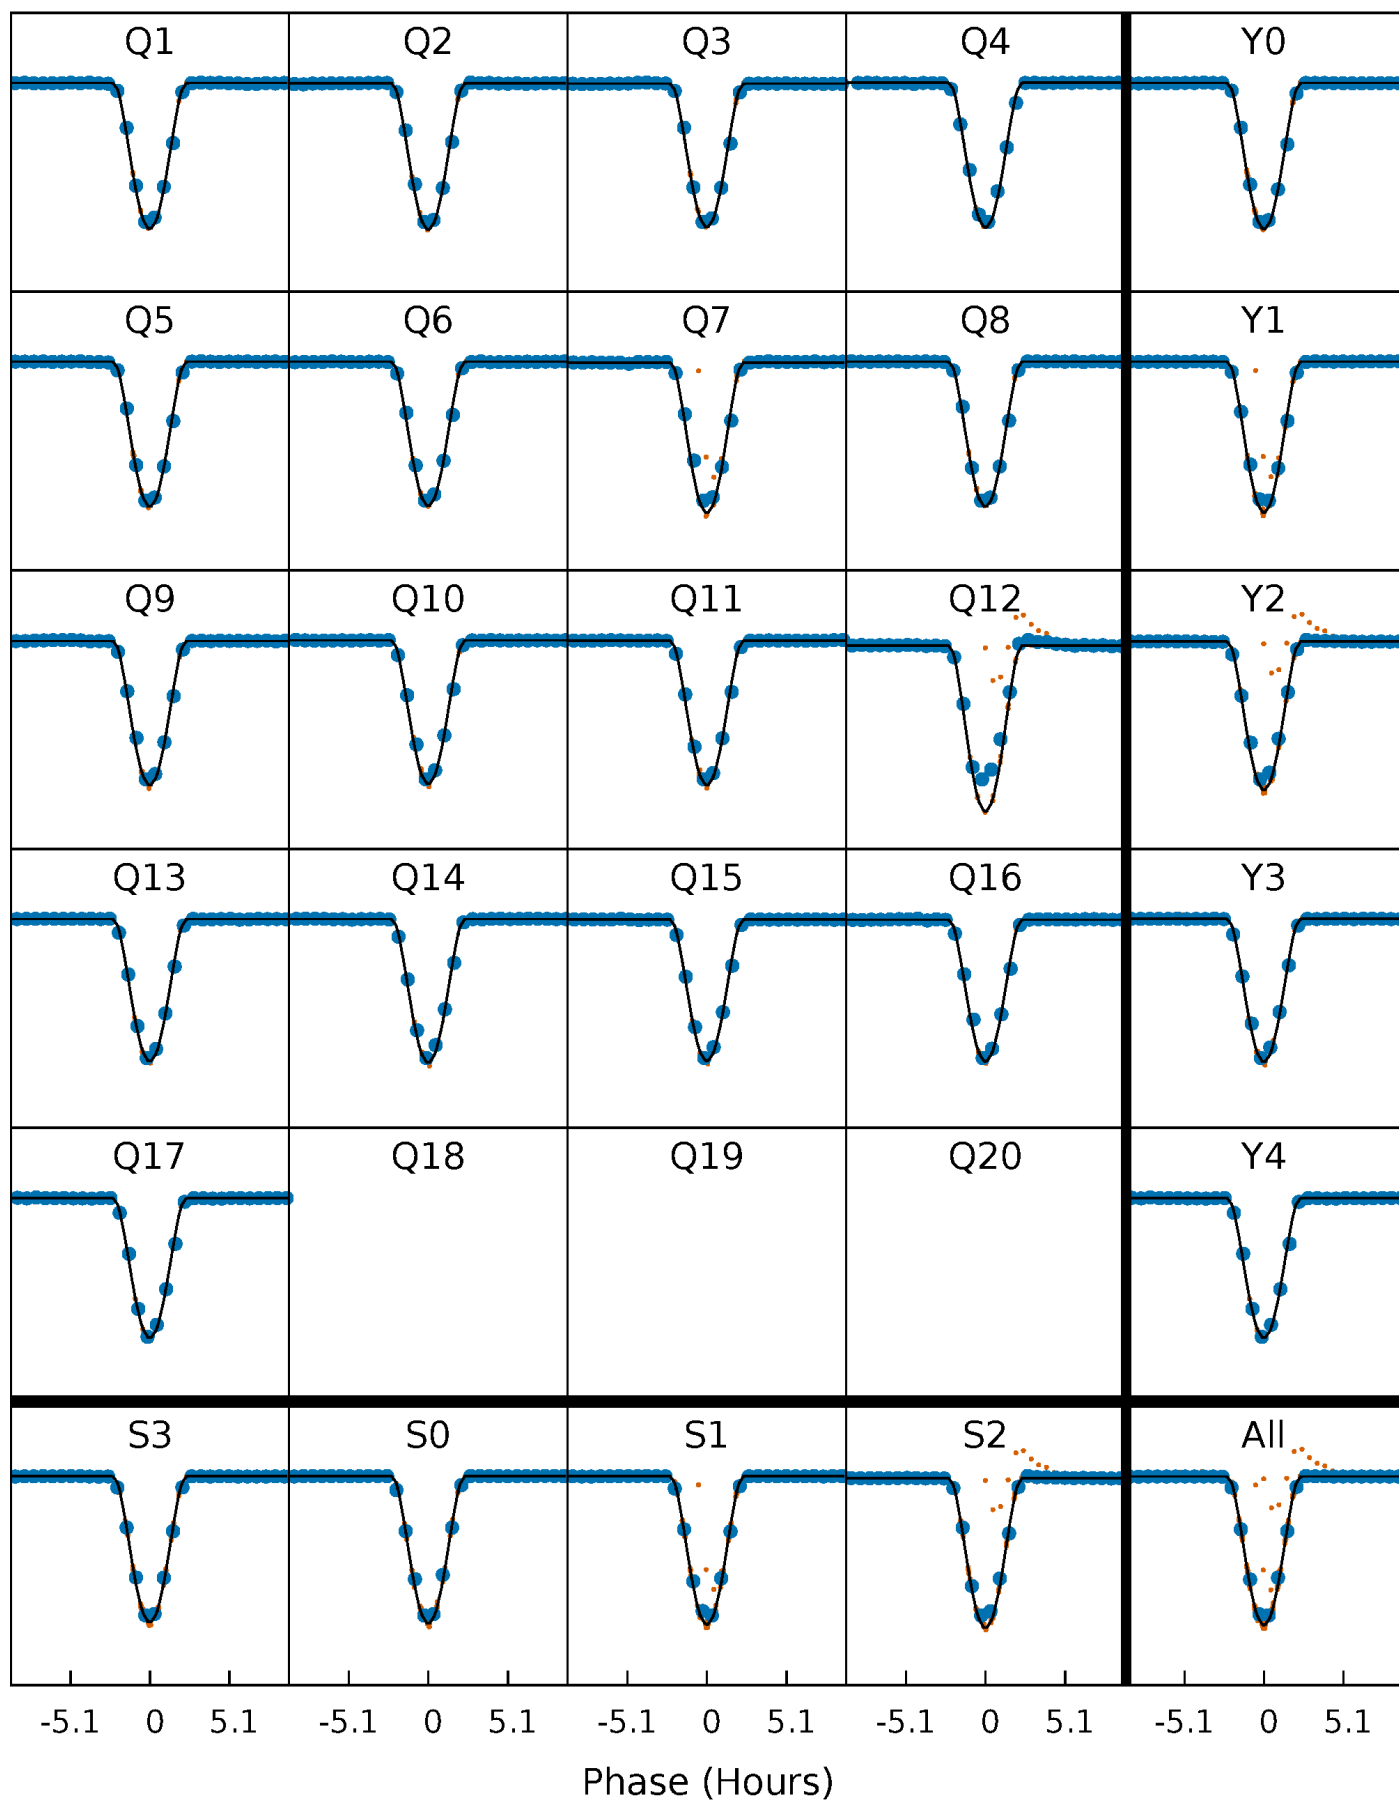 Q1 Q2 Q3 Q4 Y0
Q5 Q6 Q7 Q8 Y1
Q9 Q10 Q11 Q12 Y2
Q13 Q14 Q15 Q16 Y3
Q17 Q18 Q19 Q20 Y4
S3 S0 S1 S2 All
-5.1 0 5.1 -5.1 0 5.1 -5.1 0 5.1 -5.1 0 5.1 -5.1 0 5.1
Phase (Hours)